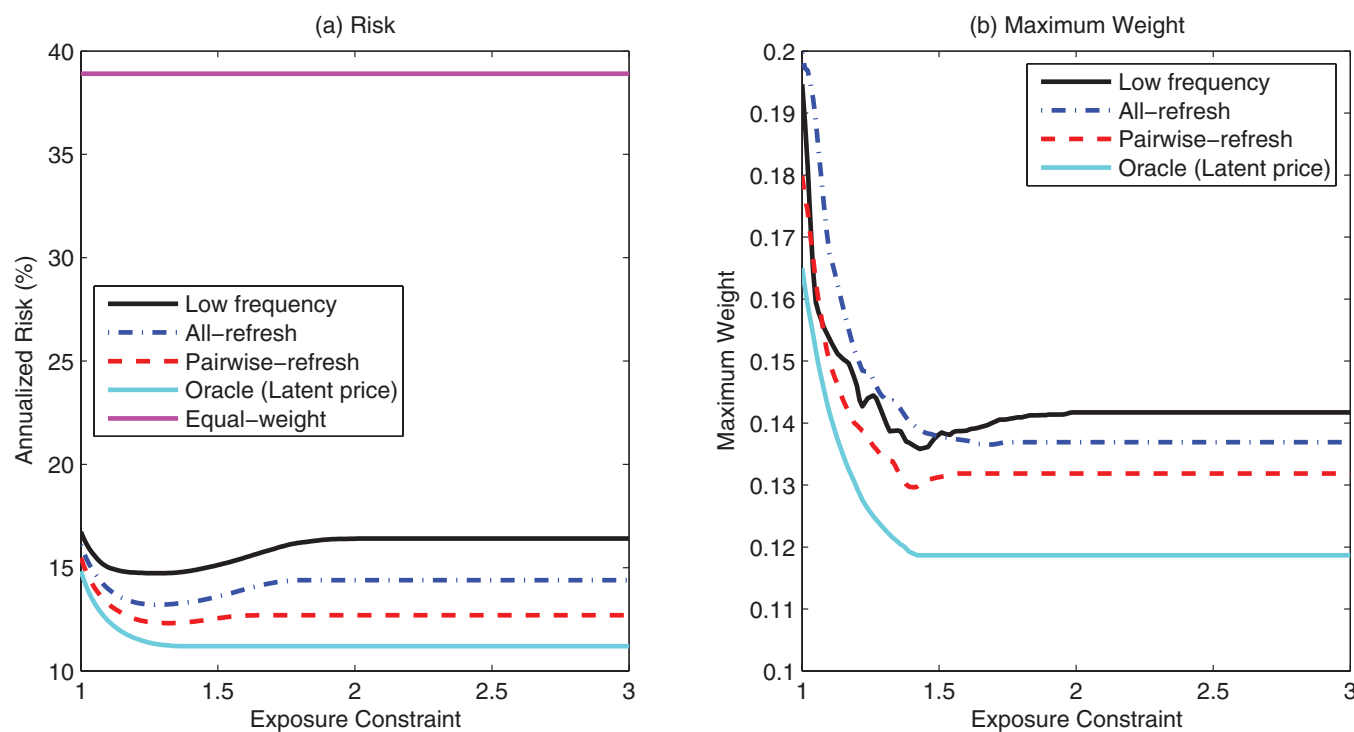 (a) Risk
40
35
30
25
20
15
10
Annualized Risk (%)
Low frequency
All−refresh
Pairwise−refresh
Oracle (Latent price)
Equal−weight
1
1.5
2
2.5
3
Exposure Constraint
(b) Maximum Weight
0.2
0.19
0.18
0.17
0.16
0.15
0.14
0.13
0.12
0.11
0.1
Maximum Weight
Low frequency
All−refresh
Pairwise−refresh
Oracle (Latent price)
1
1.5
2
2.5
3
Exposure Constraint